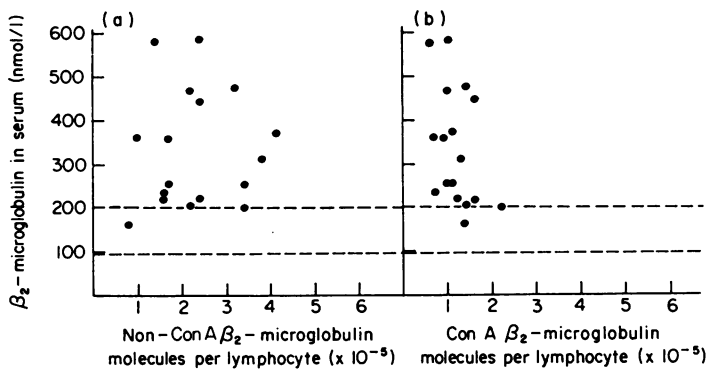 (a)
(b)
β₂-microglobulin in serum (nmol/l)
600
500
400
300
200
100
1 2 3 4 5 6
1 2 3 4 5 6
Non-Con A β₂-microglobulin
molecules per lymphocyte (x 10⁻⁵)
Con A β₂-microglobulin
molecules per lymphocyte (x 10⁻⁵)